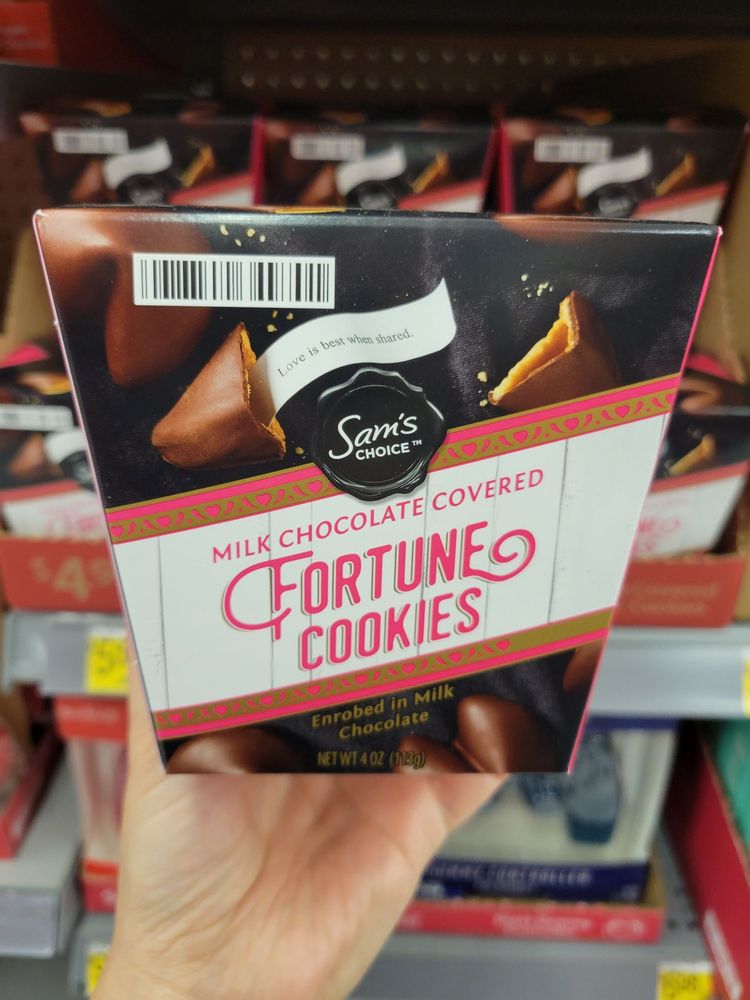 Love is best when shared.
Sam's
CHOICE™
MILK CHOCOLATE COVERED
FORTUNE
COOKIES
Enrobed in Milk
Chocolate
NET WT 4 OZ (113g)
$4